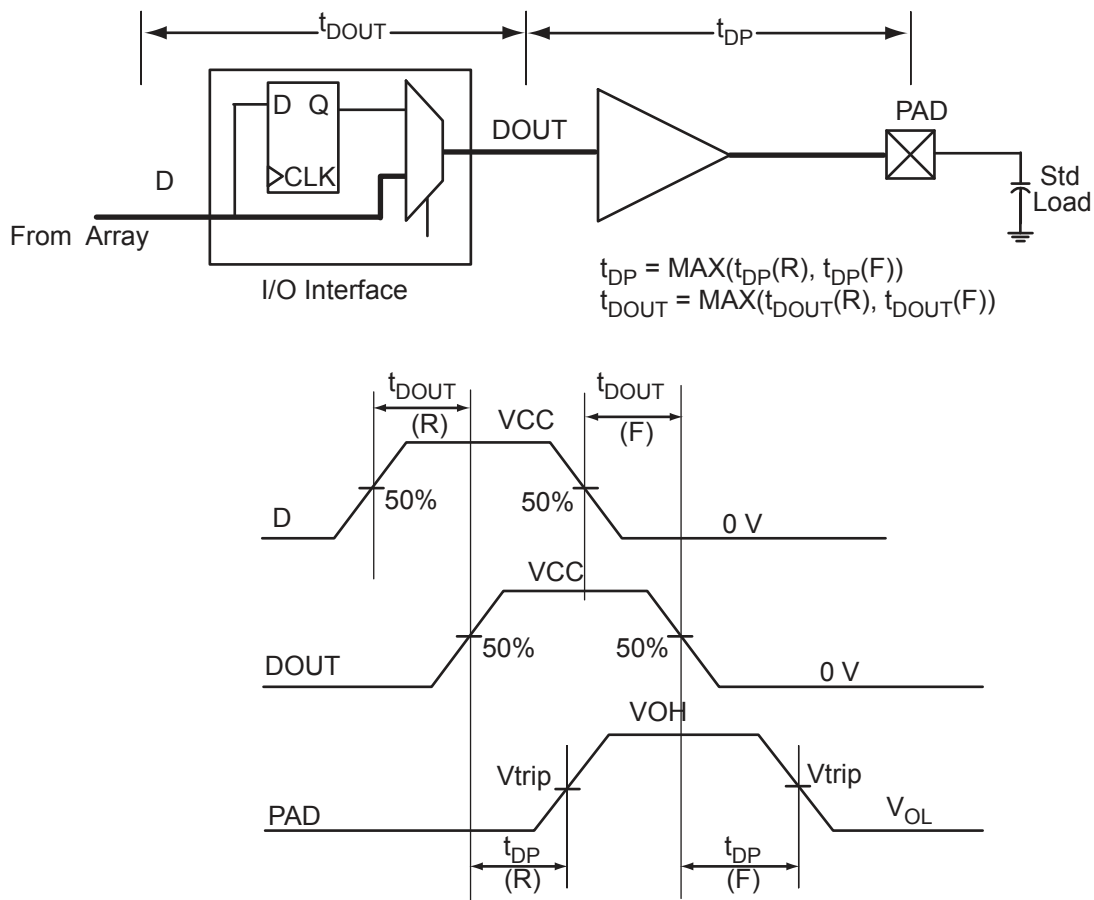 tDOUT
tDP
D Q
CLK
DOUT
PAD
D
From Array
I/O Interface
Std
Load
tDP = MAX(tDP(R), tDP(F))
tDOUT = MAX(tDOUT(R), tDOUT(F))
tDOUT
(R)
VCC
tDOUT
(F)
50%
50%
D
0 V
VCC
50%
50%
DOUT
0 V
VOH
Vtrip
Vtrip
PAD
VOL
tDP
(R)
tDP
(F)